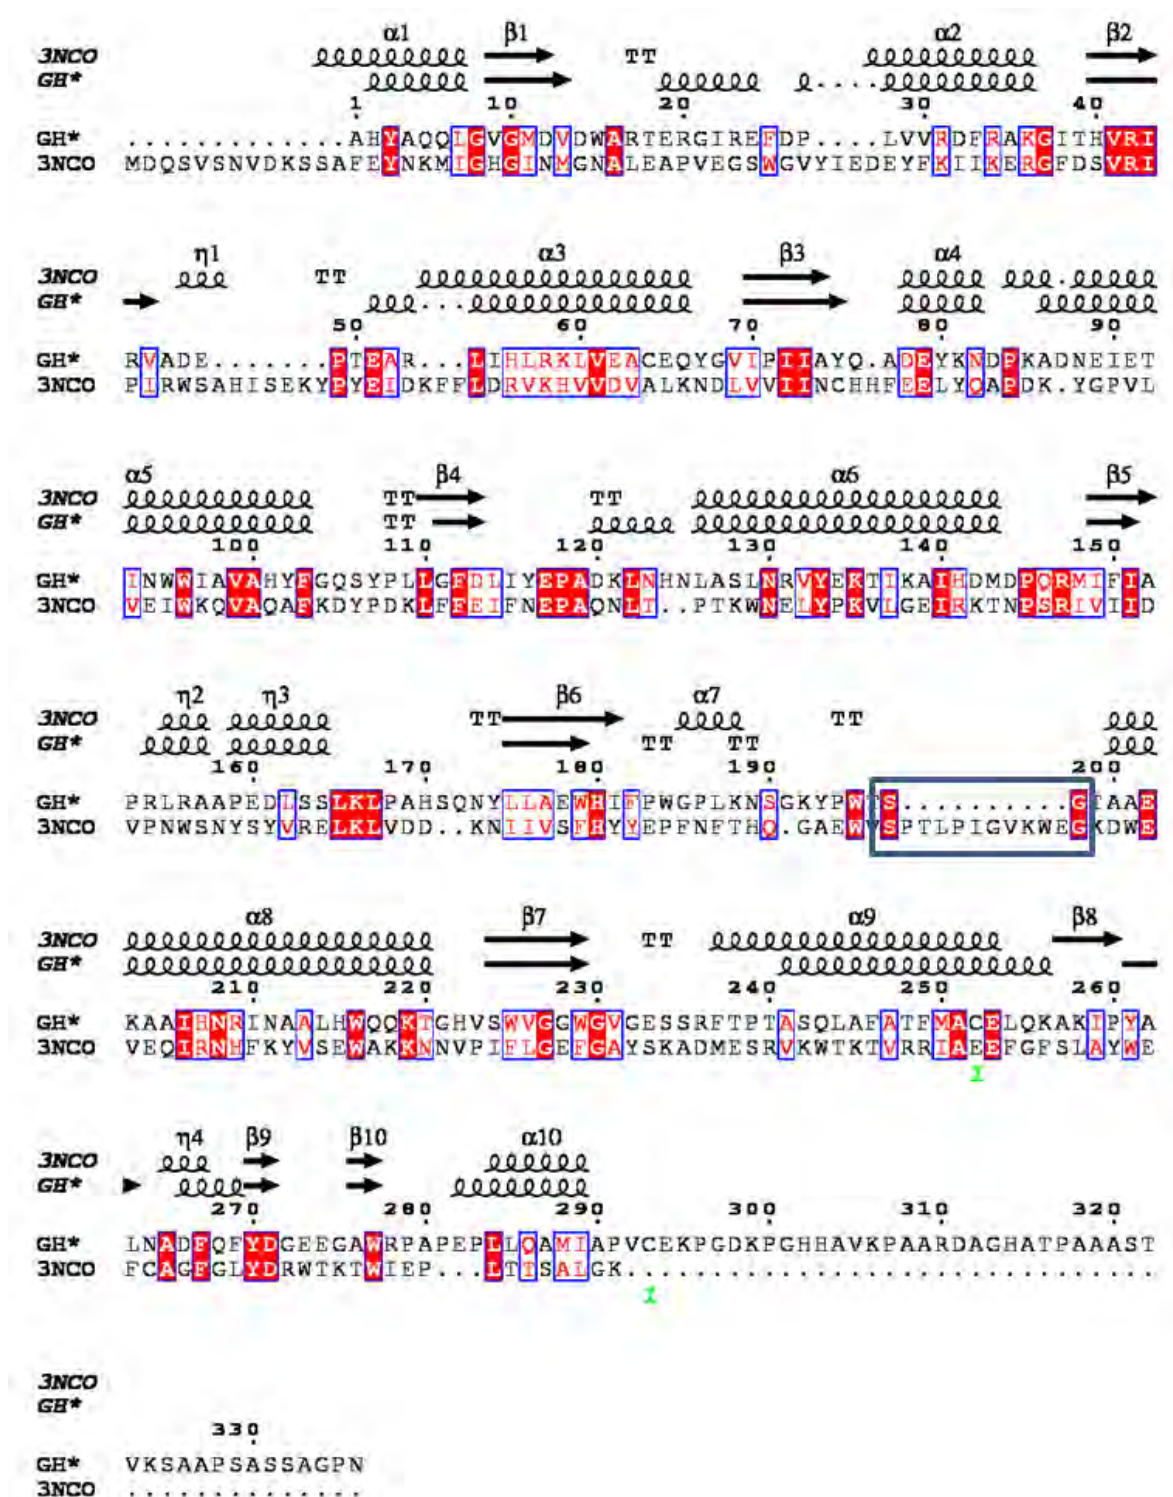 α1 β1 α2 β2
3NCO TT
GH* ....
1 10 20 30 40
GH* .............AHYAQQLGVGMDVDWARTERGIREFDP....LVVRDFRAKGITHVRI
3NCO MDQSVSNVDKSSAFEYNKMIGHGINMGNALEAPVEGSWGVYIEDEYFKIIKERGFDSVRI
η1 α3 β3 α4
3NCO TT .
GH* ...
50 60 70 80 90
GH* RVADE.......PTEAR...LIHLRKLVEACEQYGVIPIIAYQ.ADEYKNDPKADNEIET
3NCO PIRWSAHISEKYPYEIDKFFLDRVKHVVDVALKNDLVVIINCHHFEELYQAPDK.YGPVL
α5 β4 α6 β5
3NCO TT TT
GH* TT
100 110 120 130 140 150
GH* INWWIAVAHYFGQSYPLLGFDLIYEPADKLNHNLASLNRVYEKTIKAIHDMDPQRMIFIA
3NCO VEIWKQVAQAFKDYPDKLFFEIFNEPAQNLT..PTKWNELYPKVLGEIRKTNPSRIVIID
η2 η3 β6 α7
3NCO TT TT
GH* TT TT
160 170 180 190 200
GH* PRLRAAPEDLSSLKLPAHSQNYLLAEWHIFPWGPLKNSGKYPWTS..........GTAAE
3NCO VPNWSNYSYVRELKLVDD..KNIIVSFHYYEPFNFTHQ.GAEWVSPTLPIGVKWEGKDWE
α8 β7 α9 β8
3NCO TT
GH*
210 220 230 240 250 260
GH* KAAIHNRINAALHWQQKTGHVSWVGGWGVGESSRFTPTASQLAFATFMACELQKAKIPYA
3NCO VEQIRNHFKYVSEWAKKNNVPIFLGEFGAYSKADMESRVKWTKTVRRIAEEFGFSLAYWE
1
η4 β9 β10 α10
3NCO
GH*
270 280 290 300 310 320
GH* LNADFQFYDGEEGAWRPAPEPLLQAMIAPVCEKPGDKPGHHAVKPAARDAGHATPAAAST
3NCO FCAGFGLYDRWTKTWIEP...LTTSALGK...............................
1
3NCO
GH*
330
GH* VKSAAPSASSAGPN
3NCO ..............